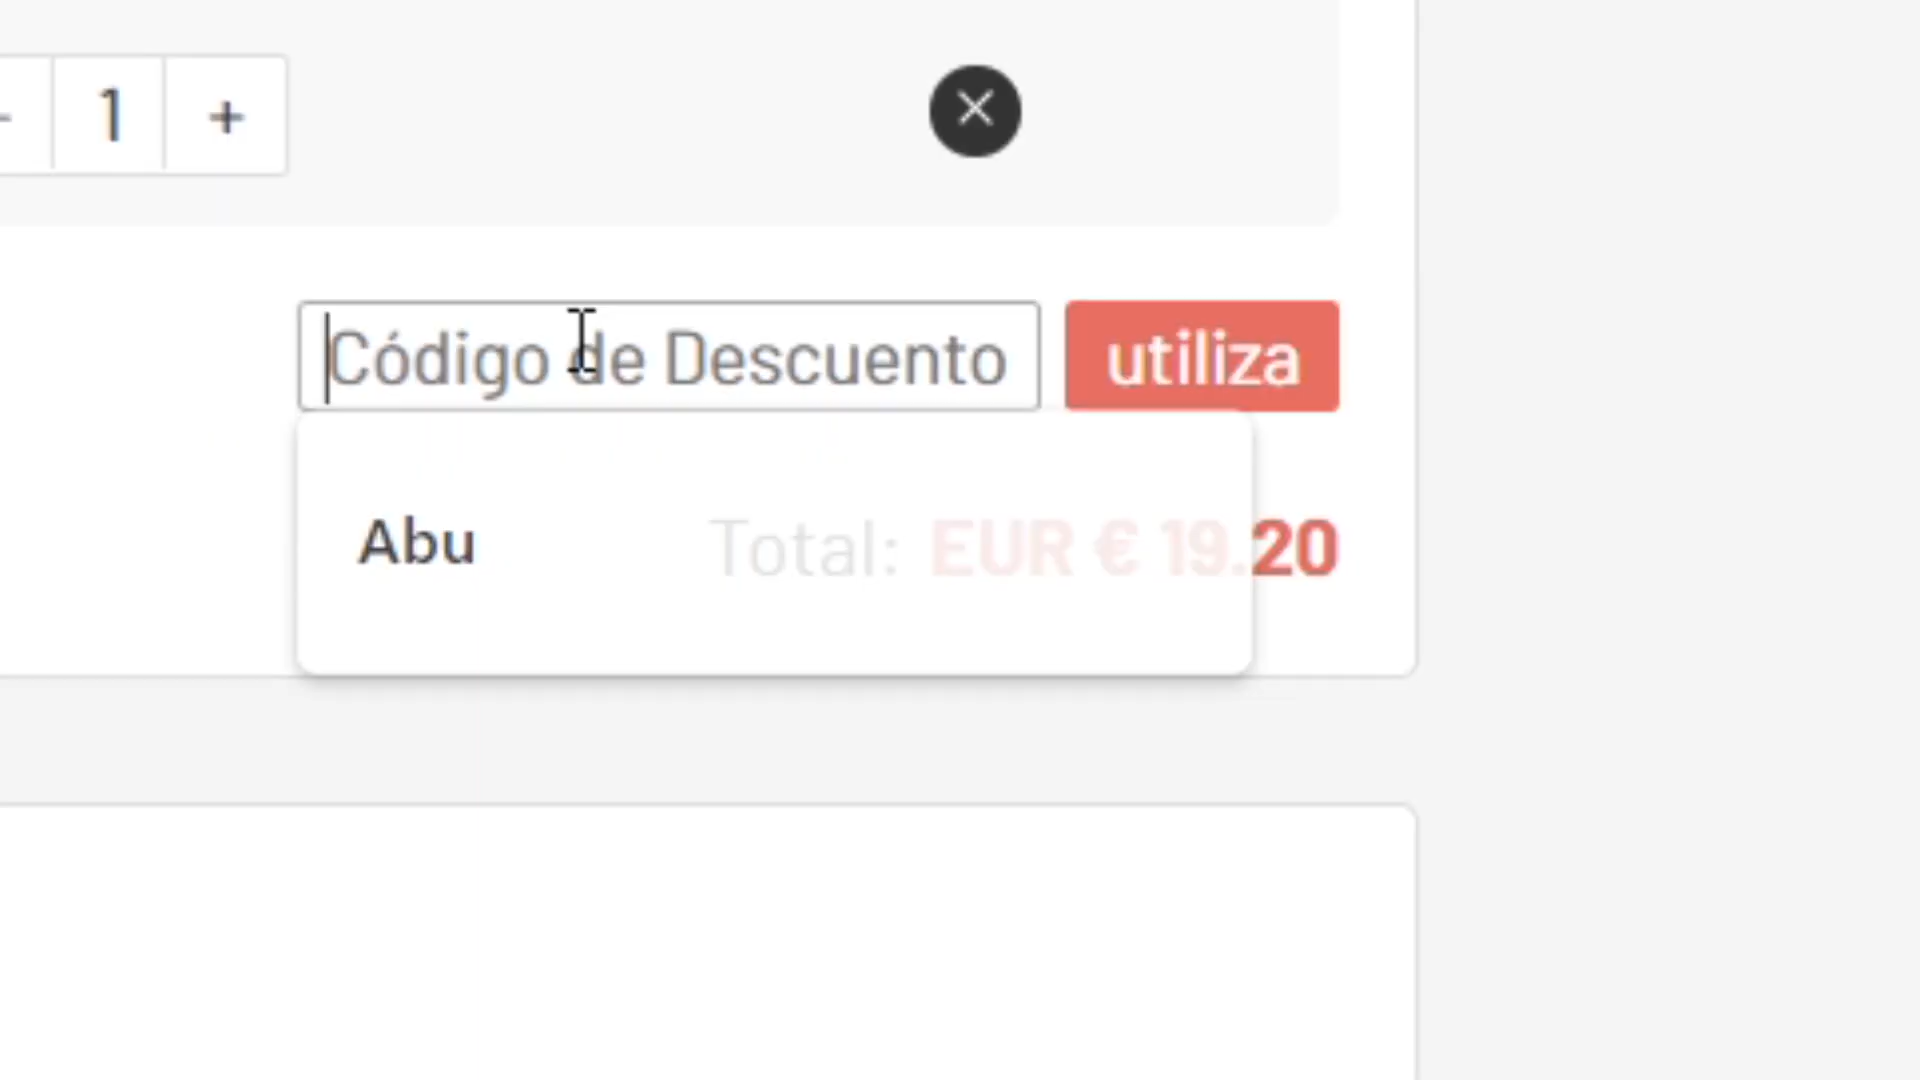 - 1 +
Código de Descuento utiliza
Abu Total: EUR € 19.20